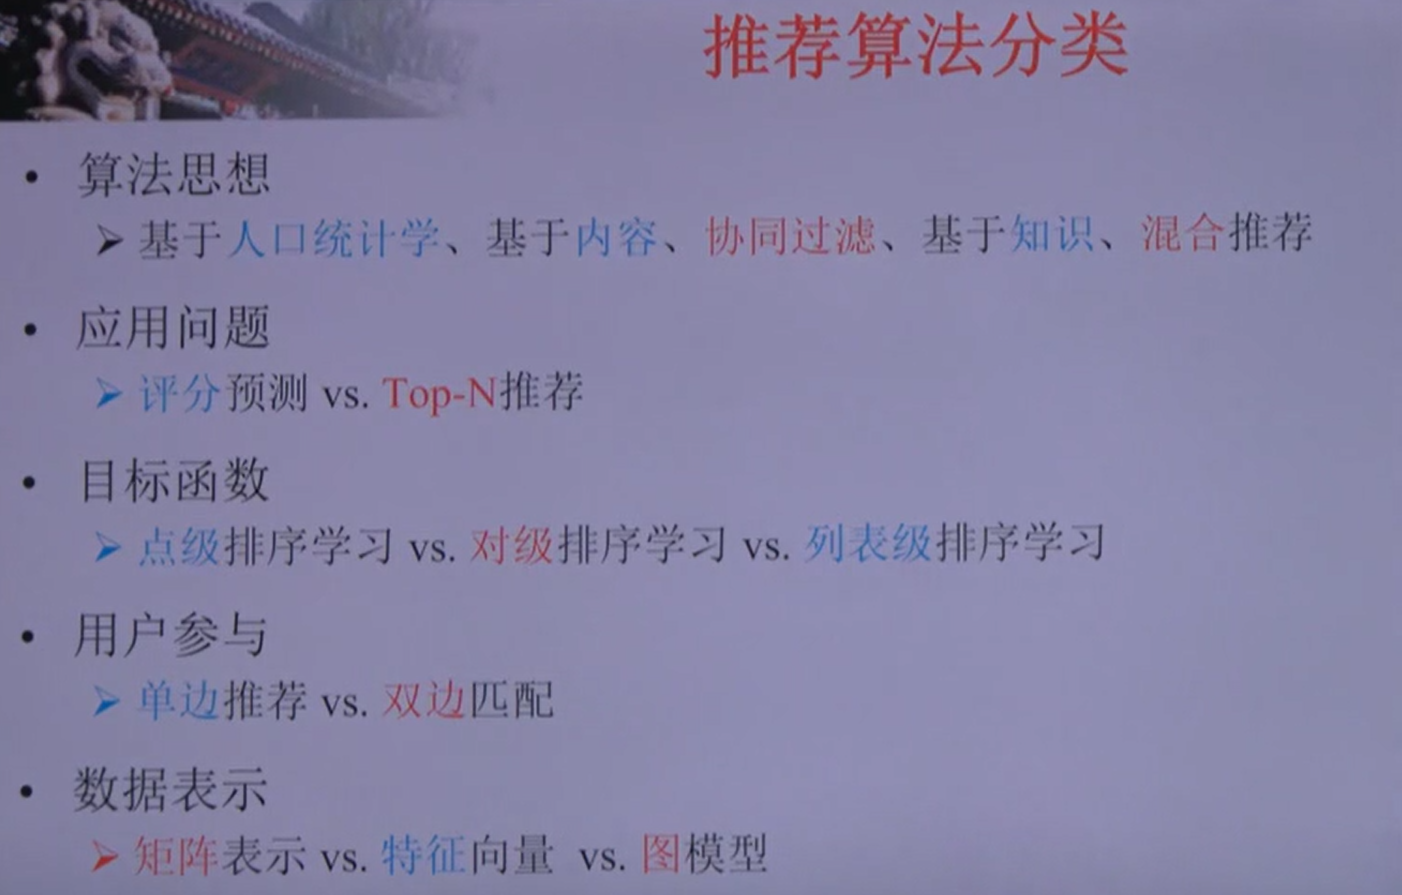 推荐算法分类
• 算法思想
➢ 基于人口统计学、基于内容、协同过滤、基于知识、混合推荐
• 应用问题
➢ 评分预测 vs. Top-N推荐
• 目标函数
➢ 点级排序学习 vs. 对级排序学习 vs. 列表级排序学习
• 用户参与
➢ 单边推荐 vs. 双边匹配
• 数据表示
➢ 矩阵表示 vs. 特征向量 vs. 图模型